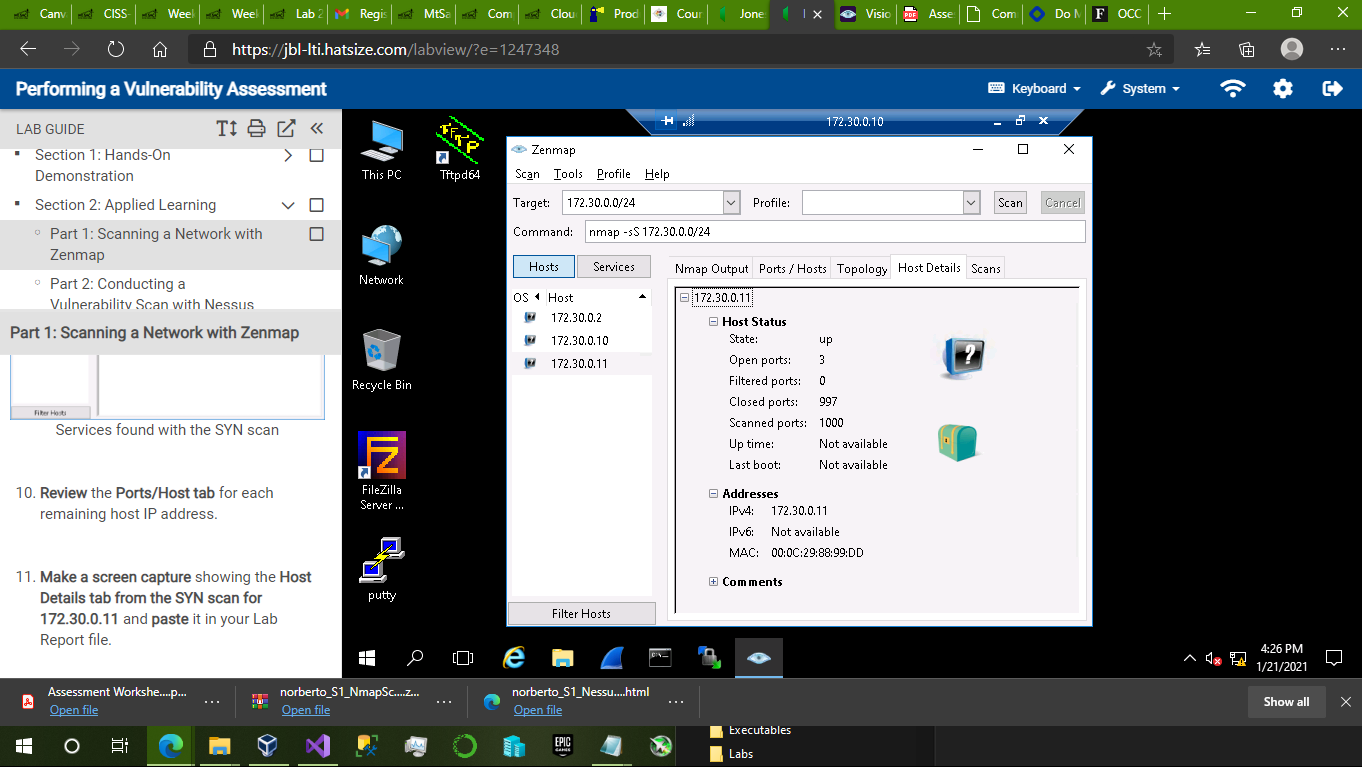 Canv
CISS-
Week
Week
Lab 2
Regis
MtSa
Com
Clou
Prod
Cour
Jone
Visio
Asse
Com
Do M
OCC
https://jbl-lti.hatsize.com/labview/?e=1247348
Performing a Vulnerability Assessment
Keyboard
System
LAB GUIDE
Section 1: Hands-On
Demonstration
Section 2: Applied Learning
Part 1: Scanning a Network with
Zenmap
Part 2: Conducting a
Vulnerability Scan with Nessus
Part 1: Scanning a Network with Zenmap
Filter Hosts
Services found with the SYN scan
10. Review the Ports/Host tab for each
remaining host IP address.
11. Make a screen capture showing the Host
Details tab from the SYN scan for
172.30.0.11 and paste it in your Lab
Report file.
This PC
TFTP
Tftpd64
Network
Recycle Bin
FileZilla
Server ...
putty
172.30.0.10
Zenmap
Scan Tools Profile Help
Target: 172.30.0.0/24 Profile: Scan Cancel
Command: nmap -sS 172.30.0.0/24
Hosts Services
Nmap Output Ports / Hosts Topology Host Details Scans
OS Host
172.30.0.2
172.30.0.10
172.30.0.11
Filter Hosts
172.30.0.11
Host Status
State: up
Open ports: 3
Filtered ports: 0
Closed ports: 997
Scanned ports: 1000
Up time: Not available
Last boot: Not available
Addresses
IPv4: 172.30.0.11
IPv6: Not available
MAC: 00:0C:29:88:99:DD
Comments
4:26 PM
1/21/2021
Assessment Workshe....p...
Open file
norberto_S1_NmapSc....z...
Open file
norberto_S1_Nessu....html
Open file
Show all
EPIC
GAMES
Executables
Labs